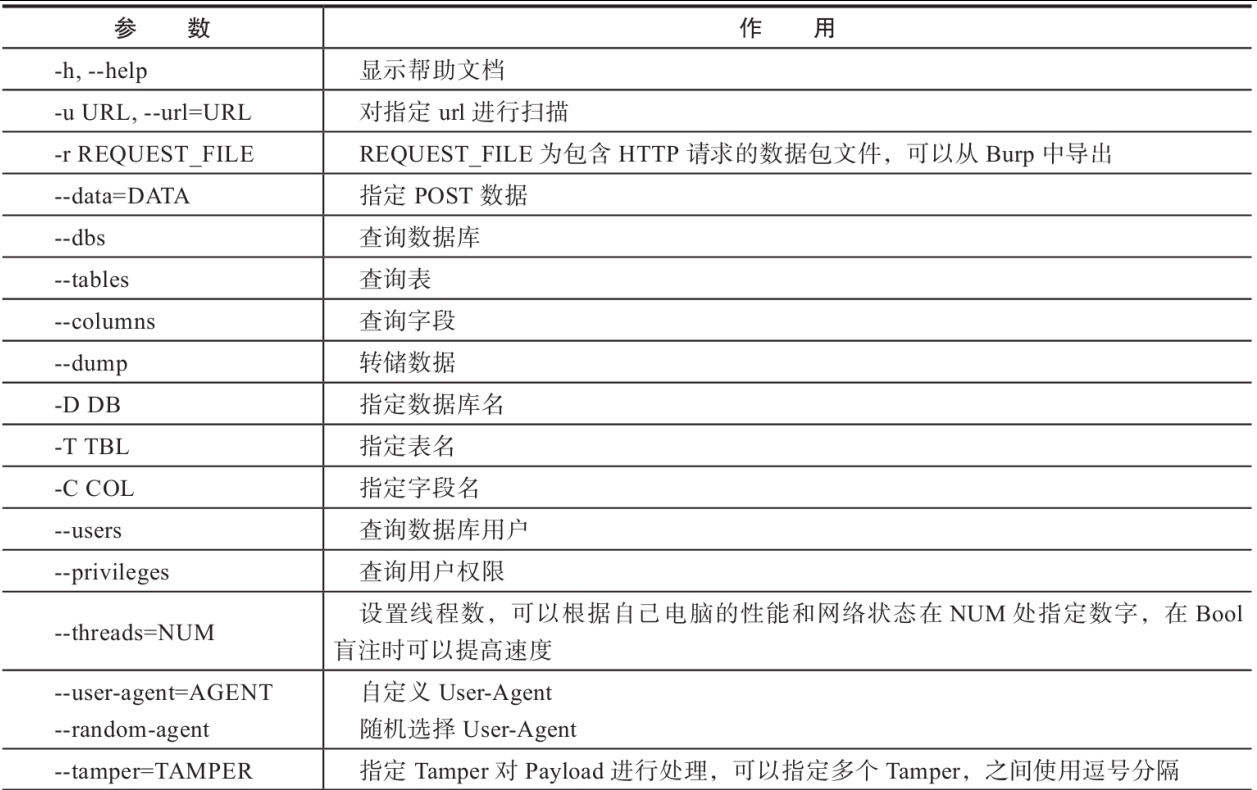 参 数 作 用
-h, --help 显示帮助文档
-u URL, --url=URL 对指定 url 进行扫描
-r REQUEST_FILE REQUEST_FILE 为包含 HTTP 请求的数据包文件，可以从 Burp 中导出
--data=DATA 指定 POST 数据
--dbs 查询数据库
--tables 查询表
--columns 查询字段
--dump 转储数据
-D DB 指定数据库名
-T TBL 指定表名
-C COL 指定字段名
--users 查询数据库用户
--privileges 查询用户权限
--threads=NUM 设置线程数，可以根据自己电脑的性能和网络状态在 NUM 处指定数字，在 Bool
盲注时可以提高速度
--user-agent=AGENT 自定义 User-Agent
--random-agent 随机选择 User-Agent
--tamper=TAMPER 指定 Tamper 对 Payload 进行处理，可以指定多个 Tamper，之间使用逗号分隔